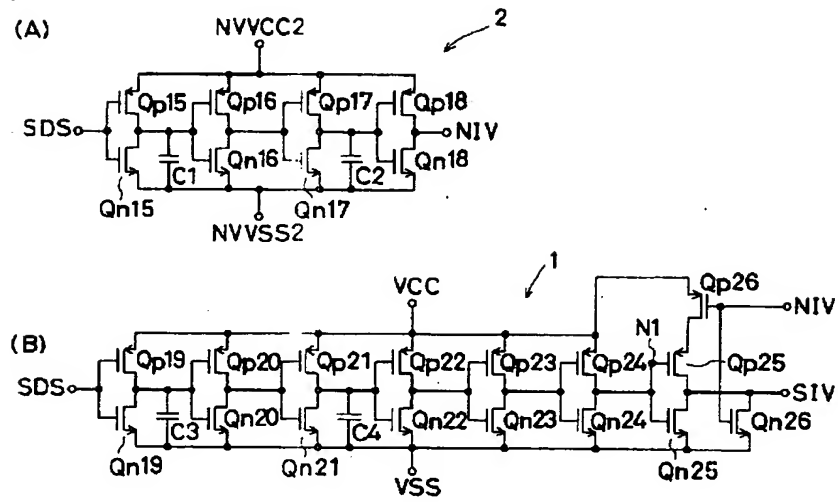 (A)
NVVCC2
2
Qp15 Qp16 Qp17 Qp18
SDS NIV
C1 Qn16 C2 Qn18
Qn15 Qn17
NVVSS2
VCC
1
Qp26
NIV
(B)
N1
Qp19 Qp20 Qp21 Qp22 Qp23 Qp24 Qp25
SDS SIV
C3 Qn20 C4 Qn22 Qn23 Qn24 Qn26
Qn19 Qn21 Qn25
VSS